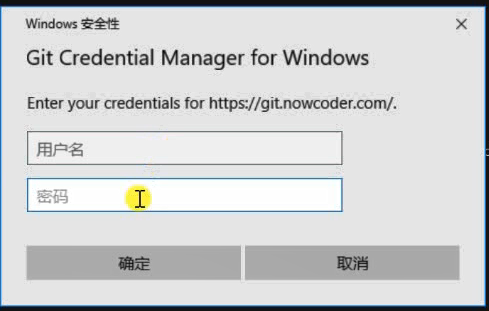 Windows 安全性
Git Credential Manager for Windows
Enter your credentials for https://git.nowcoder.com/.
用户名
密码
确定 取消